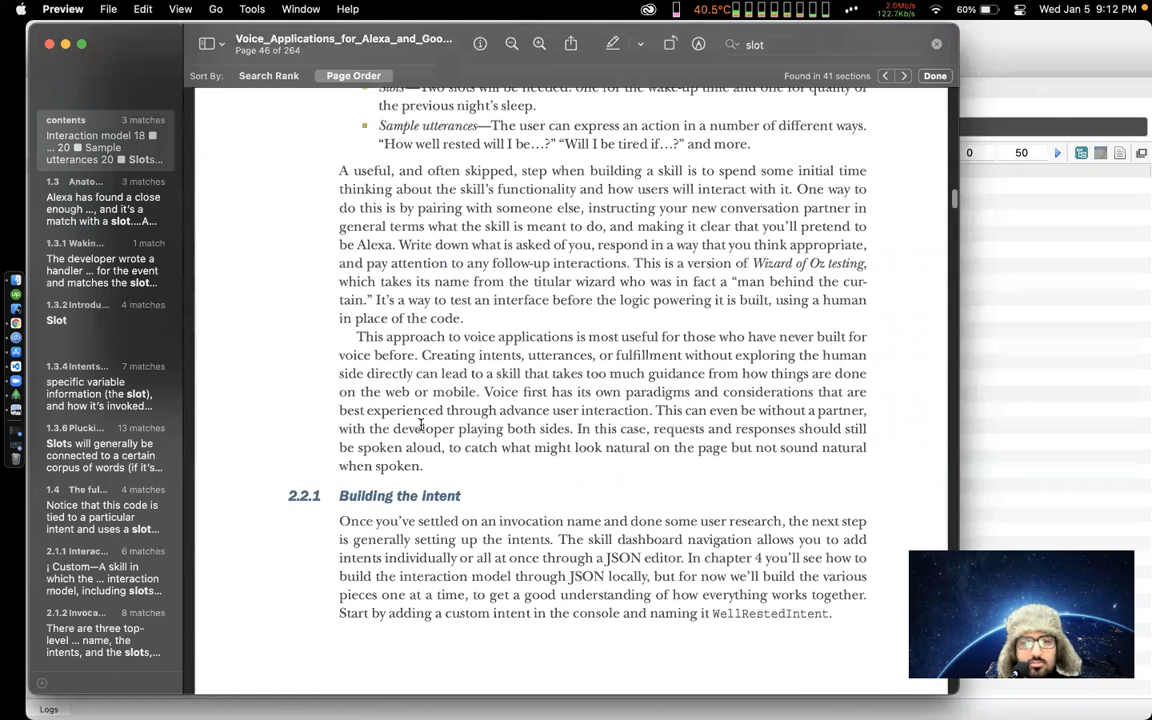 Preview File Edit View Go Tools Window Help
40.5°C 2.0Mb/s 122.7Kb/s 60% Wed Jan 5 9:12 PM
Voice_Applications_for_Alexa_and_Goo...
Page 46 of 264
slot
Sort By: Search Rank Page Order Found in 41 sections Done
contents 3 matches
Interaction model 18
... 20 Sample
utterances 20 Slots...
1.3 Anato... 3 matches
Alexa has found a close
enough ..., and it's a
match with a slot....A...
1.3.1 Wakin... 1 match
The developer wrote a
handler ... for the event
and matches the slot...
1.3.2 Introdu... 4 matches
Slot
1.3.4 Intents... 7 matches
specific variable
information (the slot),
and how it's invoked...
1.3.6 Plucki... 13 matches
Slots will generally be
connected to a certain
corpus of words (if it's...
1.4 The ful... 4 matches
Notice that this code is
tied to a particular
intent and uses a slot...
2.1.1 Interac... 6 matches
¡ Custom—A skill in
which the ... interaction
model, including slots...
2.1.2 Invoca... 8 matches
There are three top-
level ... name, the
intents, and the slots,...
Slots—Two slots will be needed: one for the wake-up time and one for quality of
the previous night's sleep.
Sample utterances—The user can express an action in a number of different ways.
“How well rested will I be…?” “Will I be tired if…?” and more.
A useful, and often skipped, step when building a skill is to spend some initial time
thinking about the skill's functionality and how users will interact with it. One way to
do this is by pairing with someone else, instructing your new conversation partner in
general terms what the skill is meant to do, and making it clear that you'll pretend to
be Alexa. Write down what is asked of you, respond in a way that you think appropriate,
and pay attention to any follow-up interactions. This is a version of Wizard of Oz testing,
which takes its name from the titular wizard who was in fact a “man behind the cur-
tain.” It's a way to test an interface before the logic powering it is built, using a human
in place of the code.
This approach to voice applications is most useful for those who have never built for
voice before. Creating intents, utterances, or fulfillment without exploring the human
side directly can lead to a skill that takes too much guidance from how things are done
on the web or mobile. Voice first has its own paradigms and considerations that are
best experienced through advance user interaction. This can even be without a partner,
with the developer playing both sides. In this case, requests and responses should still
be spoken aloud, to catch what might look natural on the page but not sound natural
when spoken.
2.2.1 Building the intent
Once you've settled on an invocation name and done some user research, the next step
is generally setting up the intents. The skill dashboard navigation allows you to add
intents individually or all at once through a JSON editor. In chapter 4 you'll see how to
build the interaction model through JSON locally, but for now we'll build the various
pieces one at a time, to get a good understanding of how everything works together.
Start by adding a custom intent in the console and naming it WellRestedIntent.
0 50
Logs